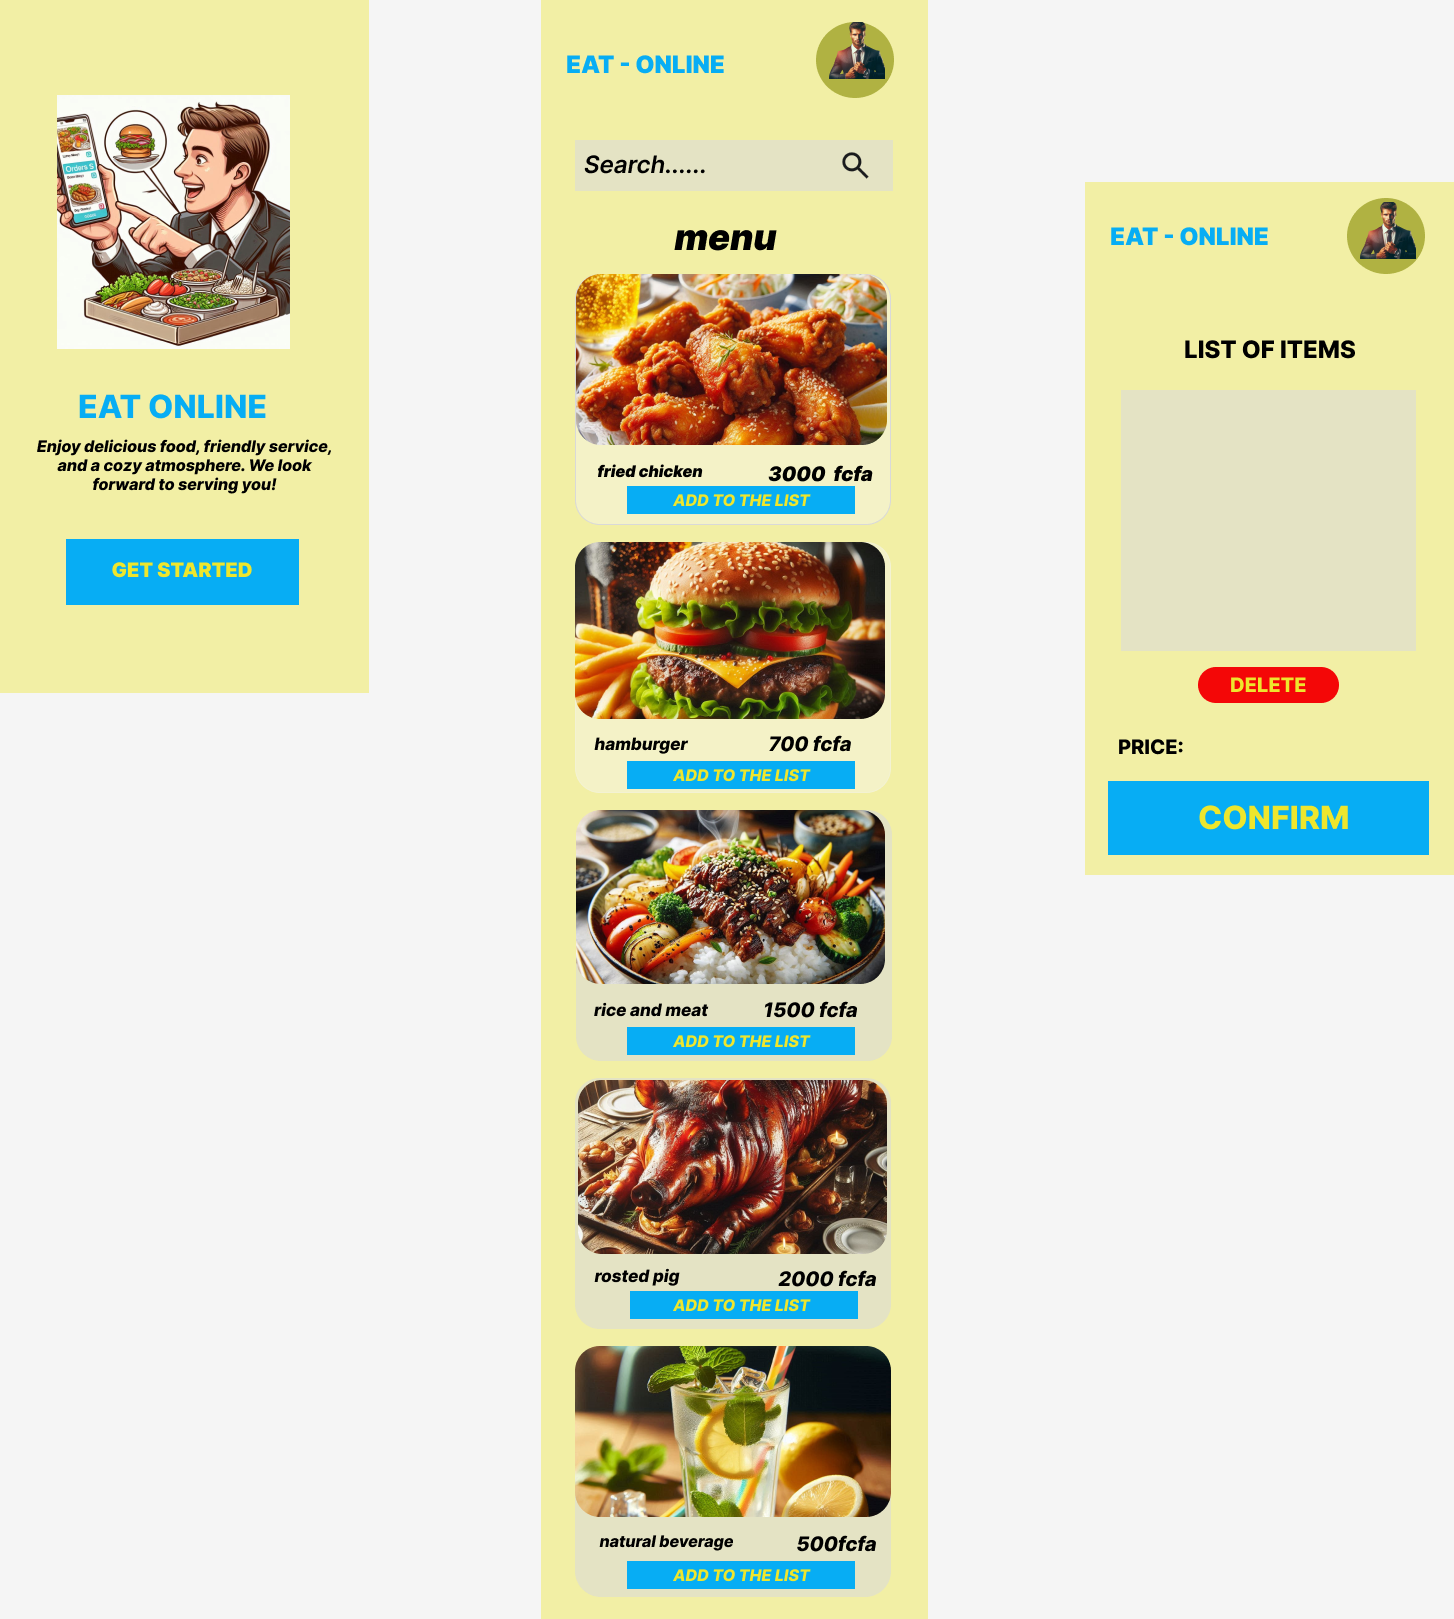 Orders S
EAT ONLINE
Enjoy delicious food, friendly service,
and a cozy atmosphere. We look
forward to serving you!
GET STARTED
EAT - ONLINE
Search......
menu
fried chicken
3000 fcfa
ADD TO THE LIST
hamburger
700 fcfa
ADD TO THE LIST
rice and meat
1500 fcfa
ADD TO THE LIST
rosted pig
2000 fcfa
ADD TO THE LIST
natural beverage
500fcfa
ADD TO THE LIST
EAT - ONLINE
LIST OF ITEMS
DELETE
PRICE:
CONFIRM